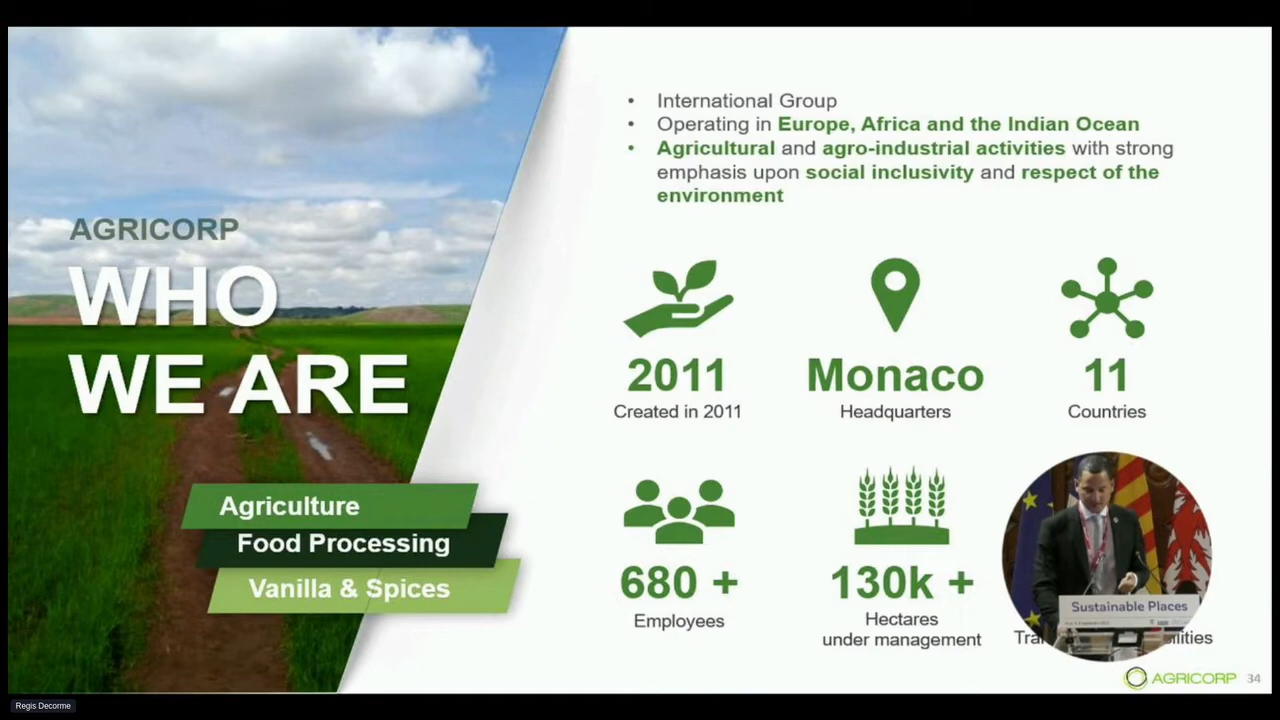 International Group
Operating in Europe, Africa and the Indian Ocean
Agricultural and agro-industrial activities with strong
emphasis upon social inclusivity and respect of the
environment
AGRICORP
WHO
WE ARE
Agriculture
Food Processing
Vanilla & Spices
2011
Created in 2011
Monaco
Headquarters
11
Countries
680 +
Employees
130k +
Hectares
under management
Sustainable Places
AGRICORP
34
Regis Decorme